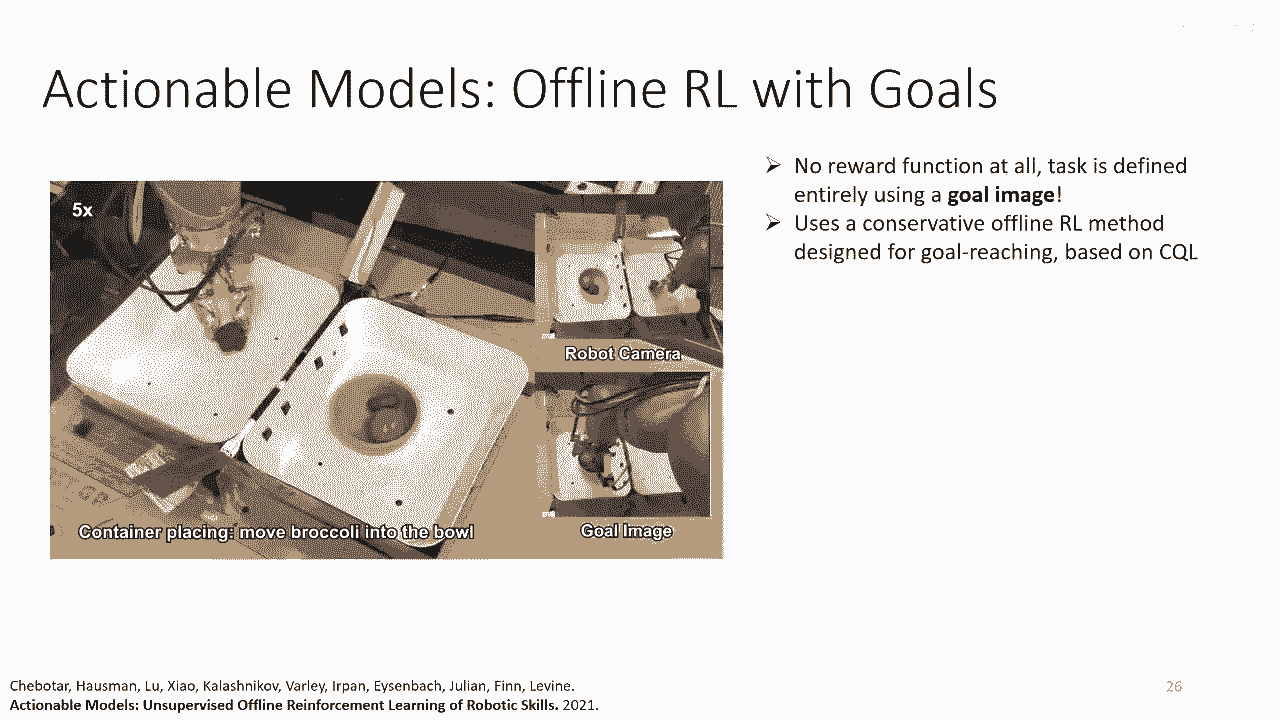 Actionable Models: Offline RL with Goals
5x
Robot Camera
Goal Image
Container placing: move broccoli into the bowl
➢ No reward function at all, task is defined
entirely using a goal image!
➢ Uses a conservative offline RL method
designed for goal-reaching, based on CQL
Chebotar, Hausman, Lu, Xiao, Kalashnikov, Varley, Irpan, Eysenbach, Julian, Finn, Levine.
Actionable Models: Unsupervised Offline Reinforcement Learning of Robotic Skills. 2021.
26